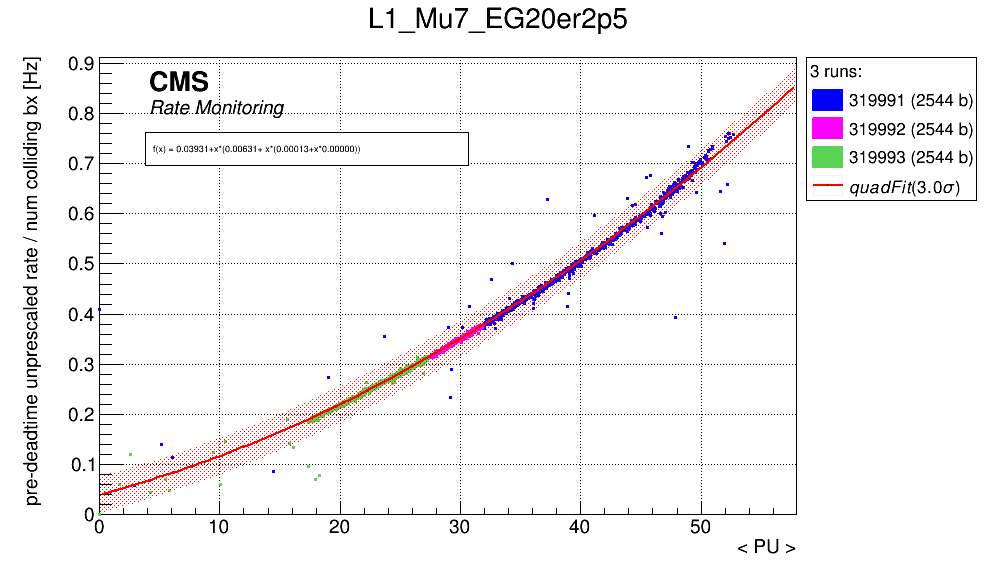 L1_Mu7_EG20er2p5
pre-deadtime unprescaled rate / num colliding bx [Hz]
0.9
0.8
0.7
0.6
0.5
0.4
0.3
0.2
0.1
0
CMS
Rate Monitoring
f(x) = 0.03931+x*(0.00631+ x*(0.00013+x*0.00000))
0 10 20 30 40 50
< PU >
3 runs:
319991 (2544 b)
319992 (2544 b)
319993 (2544 b)
quadFit(3.0σ)